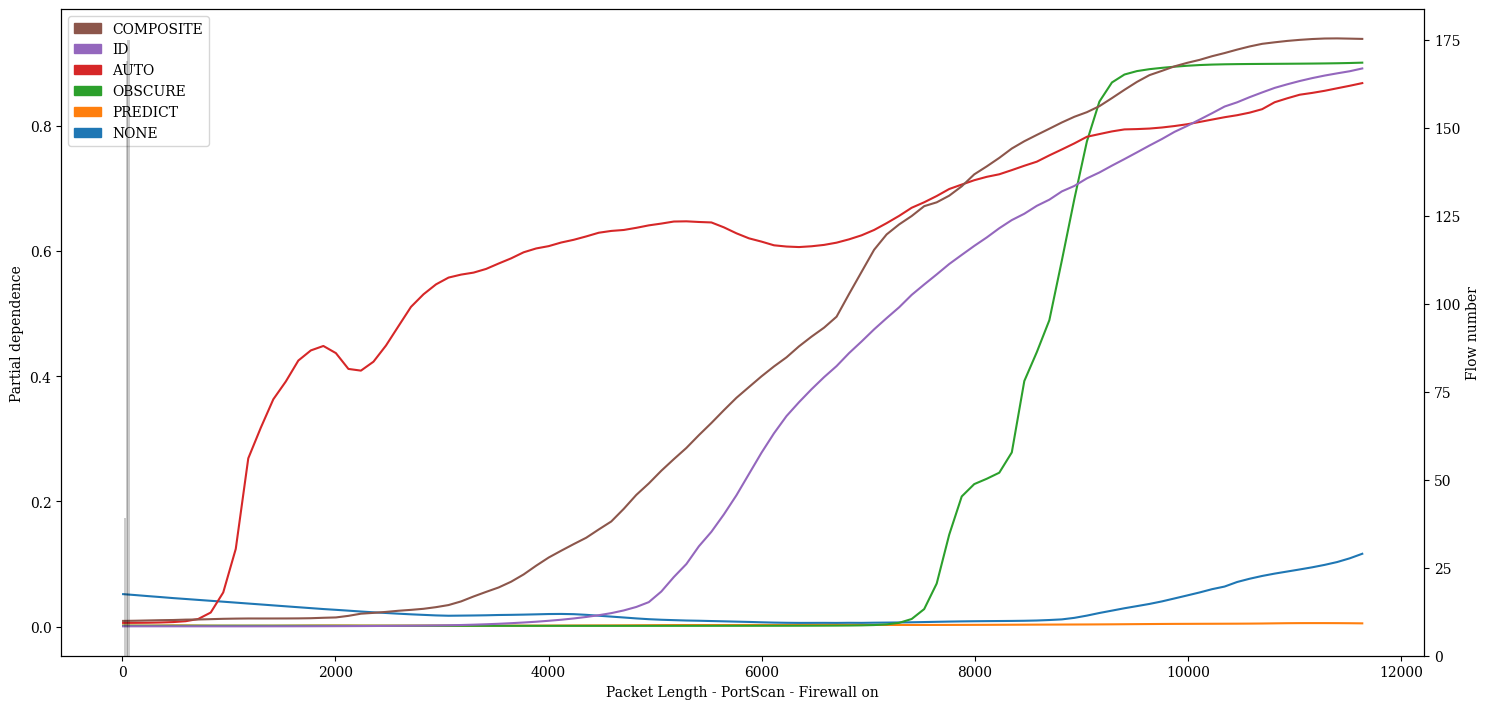 COMPOSITE
ID
AUTO
OBSCURE
PREDICT
NONE
Partial dependence
0.8
0.6
0.4
0.2
0.0
175
150
125
100
75
50
25
0
Flow number
0 2000 4000 6000 8000 10000 12000
Packet Length - PortScan - Firewall on